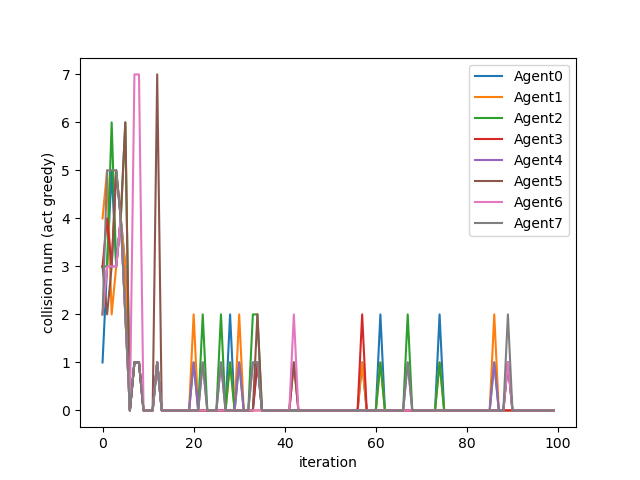 collision num (act greedy)
7
6
5
4
3
2
1
0
0 20 40 60 80 100
iteration
Agent0
Agent1
Agent2
Agent3
Agent4
Agent5
Agent6
Agent7